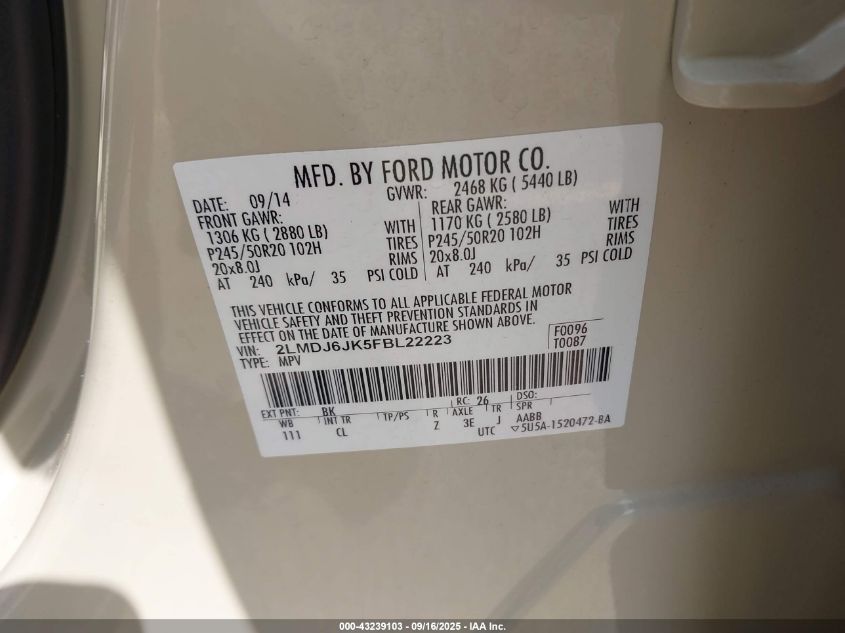 MFD. BY FORD MOTOR CO.
DATE: 09/14 GVWR: 2468 KG ( 5440 LB)
FRONT GAWR: REAR GAWR:
1306 KG ( 2880 LB) WITH 1170 KG ( 2580 LB) WITH
P245/50R20 102H TIRES P245/50R20 102H TIRES
20x8.0J RIMS 20x8.0J RIMS
AT 240 kPa/ 35 PSI COLD AT 240 kPa/ 35 PSI COLD
THIS VEHICLE CONFORMS TO ALL APPLICABLE FEDERAL MOTOR
VEHICLE SAFETY AND THEFT PREVENTION STANDARDS IN
EFFECT ON THE DATE OF MANUFACTURE SHOWN ABOVE.
VIN: 2LMDJ6JK5FBL22223 F0096
TYPE: MPV T0087
EXT PNT: BK RC: 26 DSO:
WB INT TR TP/PS R AXLE TR SPR
111 CL Z 3E J AABB
UTC ▽5U5A-1520472-BA
000-43239103 - 09/16/2025 - IAA Inc.